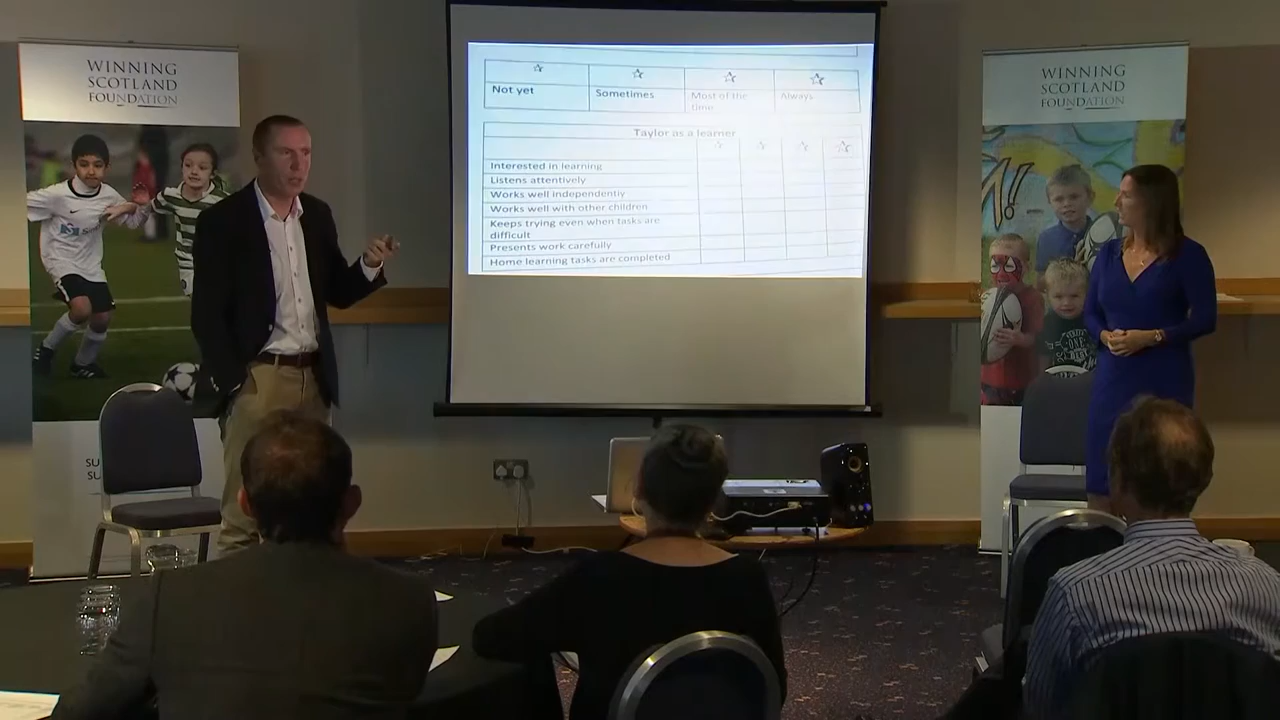 WINNING
SCOTLAND
FOUNDATION
Not yet
Sometimes
Most of the
time
Always
Taylor as a learner
Interested in learning
Listens attentively
Works well independently
Works well with other children
Keeps trying even when tasks are
difficult
Presents work carefully
Home learning tasks are completed
WINNING
SCOTLAND
FOUNDATION